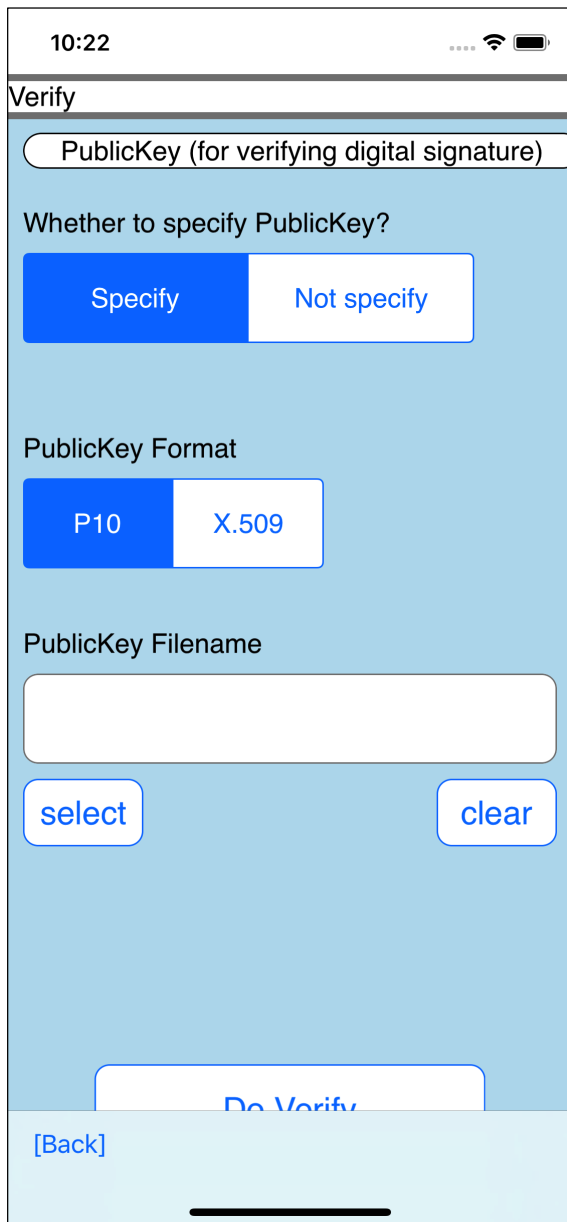 10:22
Verify
PublicKey (for verifying digital signature)
Whether to specify PublicKey?
Specify Not specify
PublicKey Format
P10 X.509
PublicKey Filename
select clear
Do Verify
[Back]